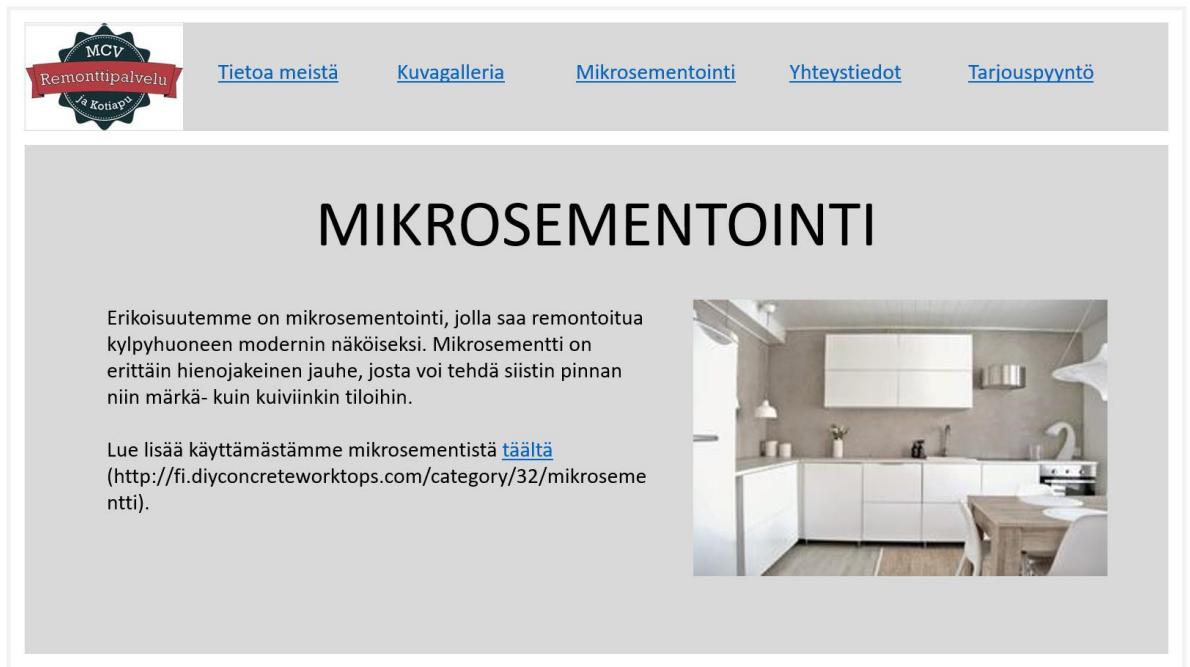 MCV
Remonttipalvelu
ja Kotiapu
Tietoa meistä Kuvagalleria Mikrosementointi Yhteystiedot Tarjouspyyntö
MIKROSEMENTOINTI
Erikoisuutemme on mikrosementointi, jolla saa remontoitua
kylpyhuoneen modernin näköiseksi. Mikrosementti on
erittäin hienojakeinen jauhe, josta voi tehdä siistin pinnan
niin märkä- kuin kuiviinkin tiloihin.
Lue lisää käyttämästämme mikrosementistä täältä
(http://fi.diyconcreteworktops.com/category/32/mikroseme
ntti).